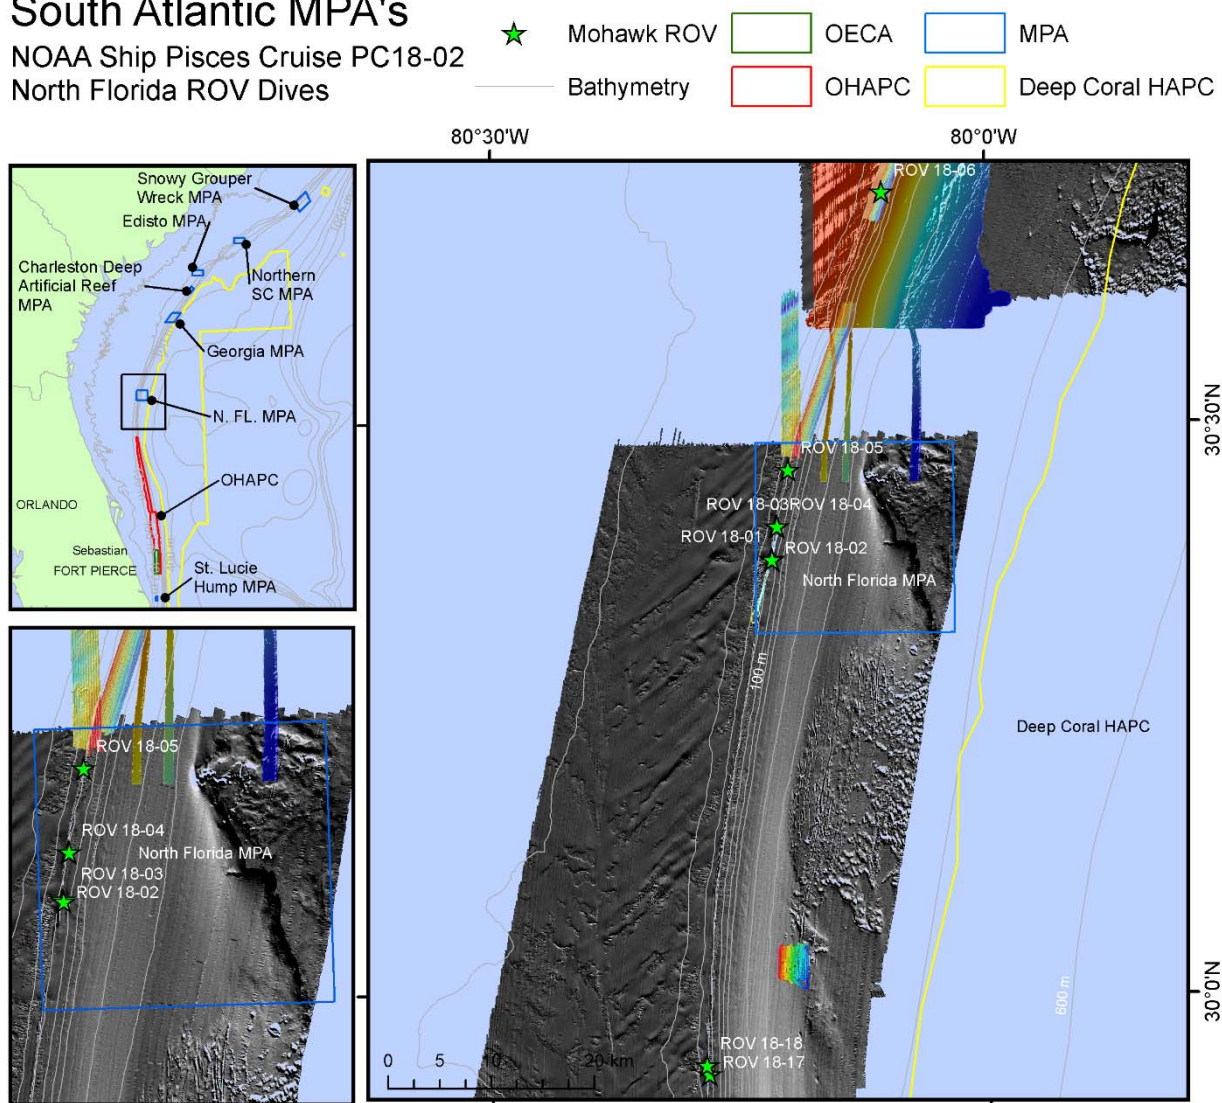 South Atlantic MPA's
NOAA Ship Pisces Cruise PC18-02
North Florida ROV Dives
Mohawk ROV
OECA
MPA
Bathymetry
OHAPC
Deep Coral HAPC
80°30'W
80°0'W
Snowy Grouper
Wreck MPA
Edisto MPA
Charleston Deep
Artificial Reef
MPA
Northern
SC MPA
Georgia MPA
N. FL. MPA
OHAPC
ORLANDO
Sebastian
FORT PIERCE
St. Lucie
Hump MPA
ROV 18-05
ROV 18-04
North Florida MPA
ROV 18-03
ROV 18-02
ROV 18-06
N
ROV 18-05
ROV 18-03ROV 18-04
ROV 18-01
ROV 18-02
North Florida MPA
100 m
Deep Coral HAPC
600 m
ROV 18-18
ROV 18-17
0 5 10 20 km
30°30'N
30°0'N